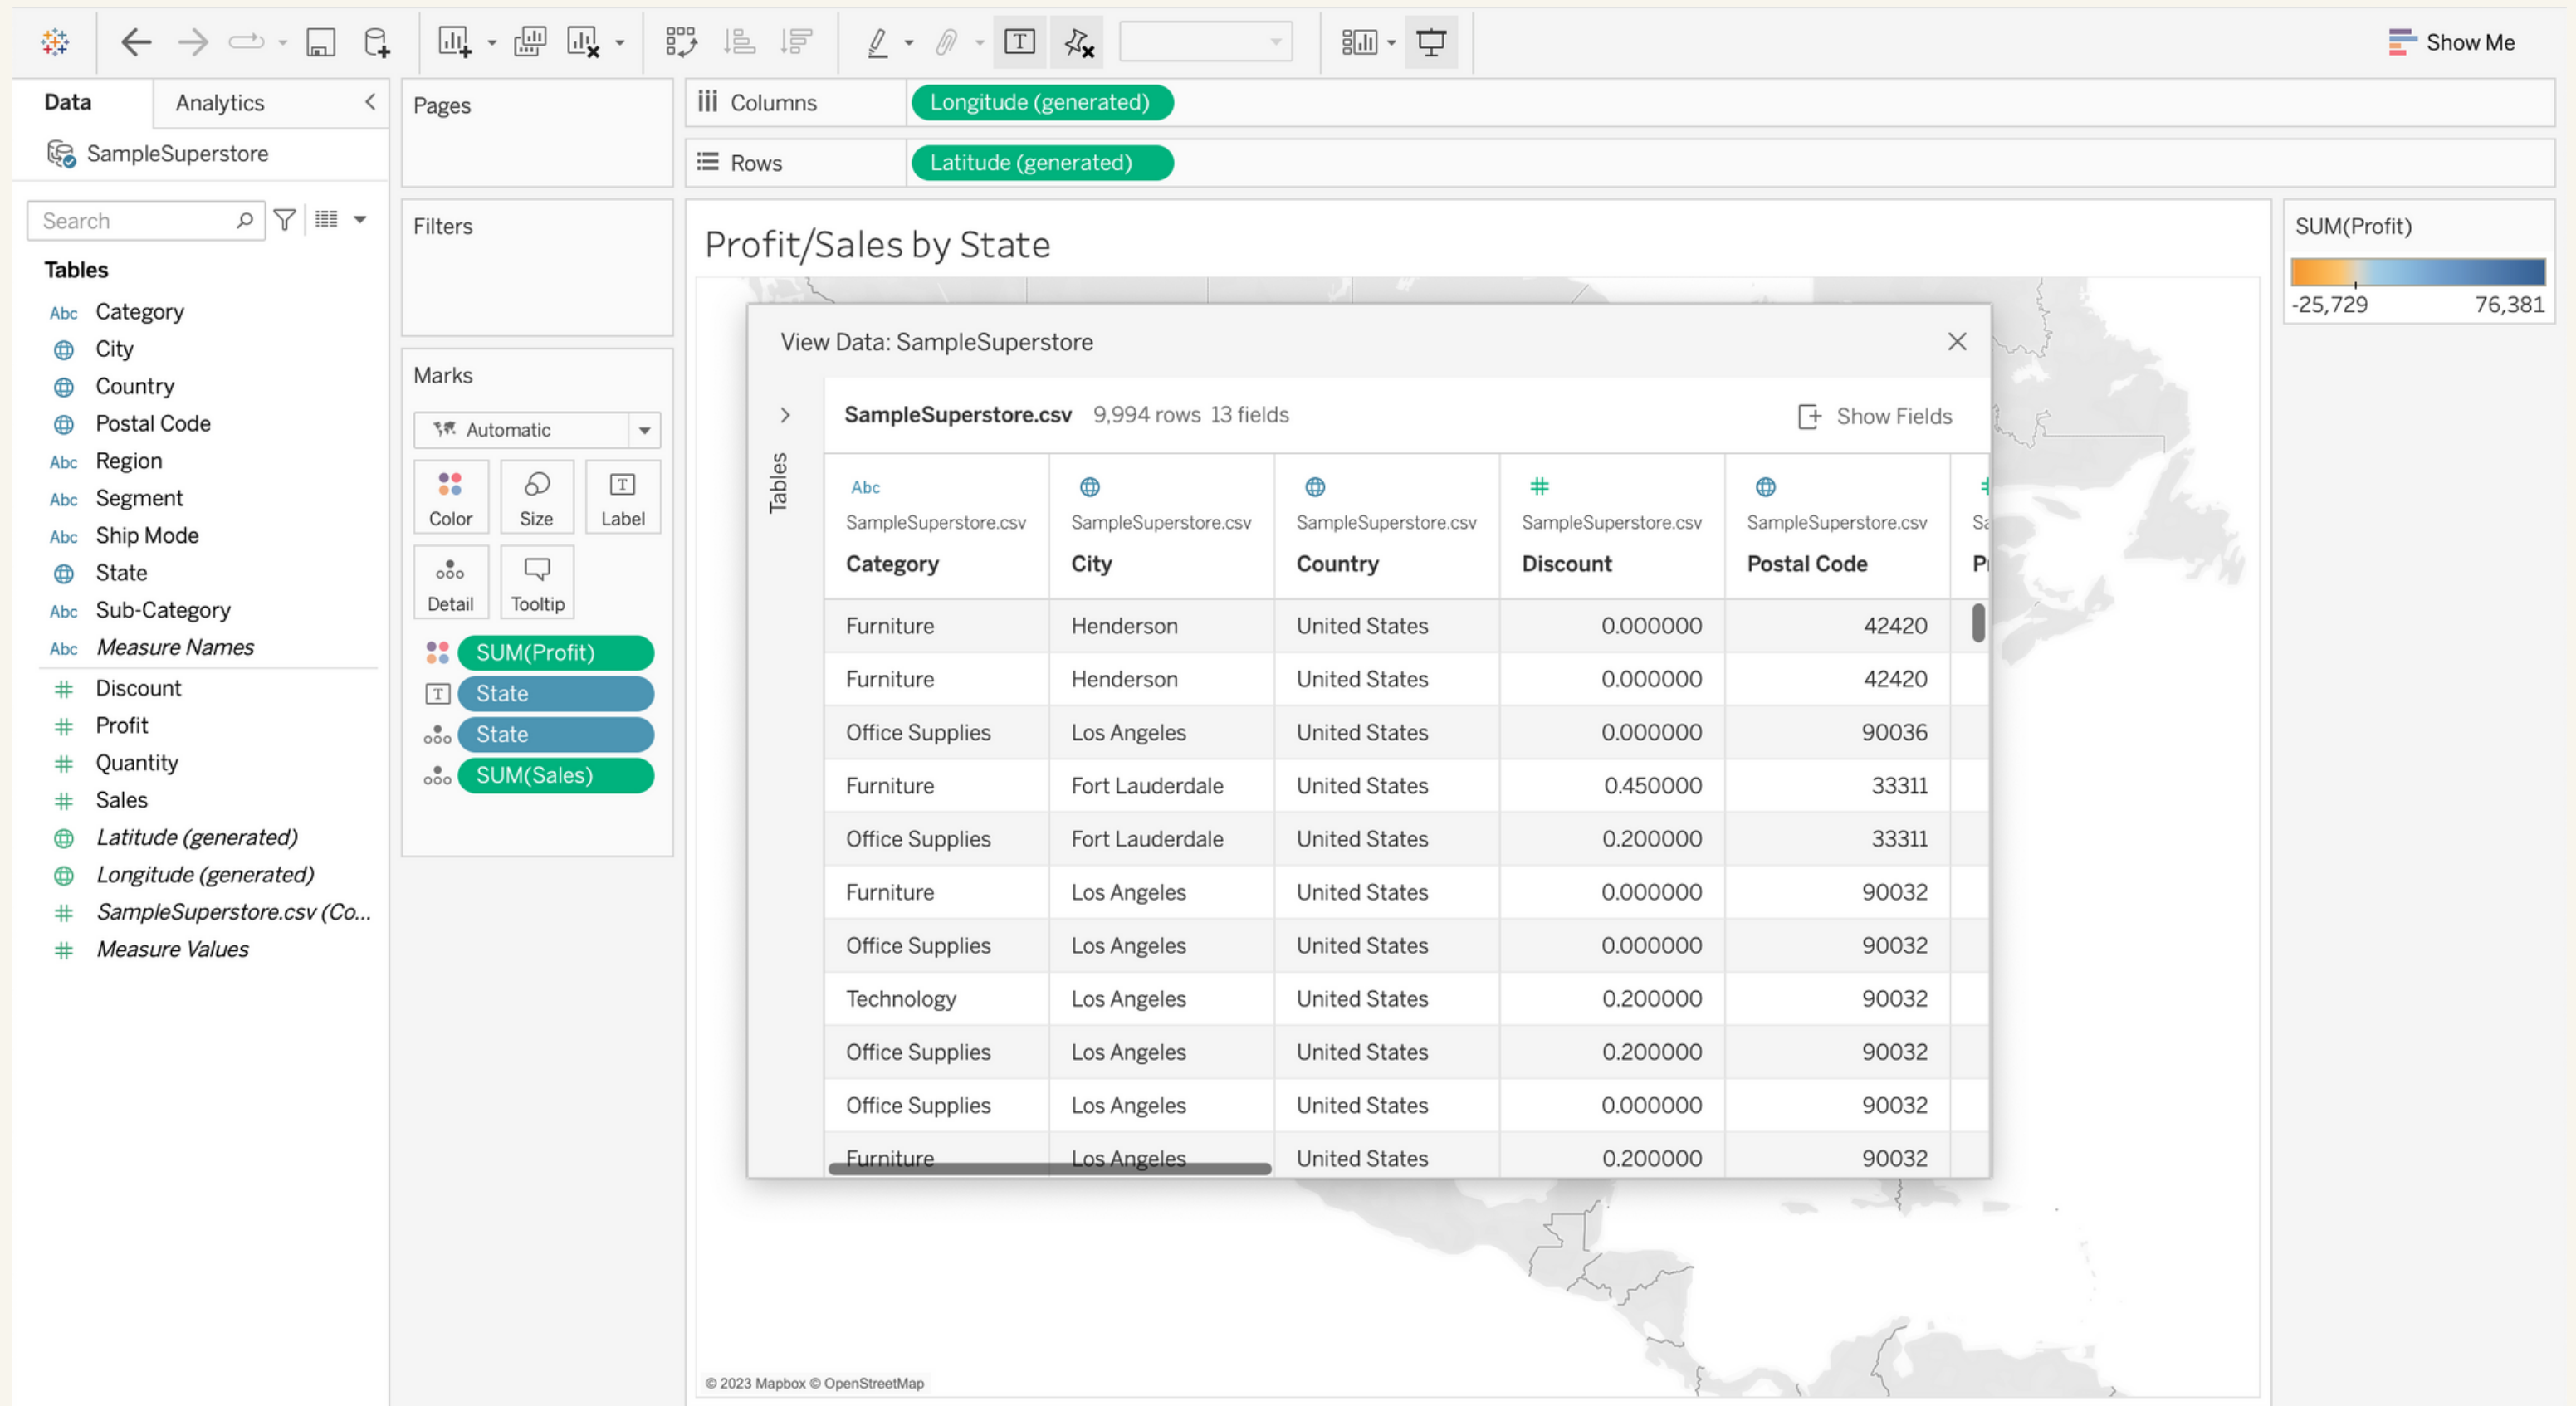 Show Me
Data
Analytics
SampleSuperstore
Search
Tables
Abc Category
City
Country
Postal Code
Abc Region
Abc Segment
Abc Ship Mode
State
Abc Sub-Category
Abc Measure Names
# Discount
# Profit
# Quantity
# Sales
Latitude (generated)
Longitude (generated)
# SampleSuperstore.csv (Co...
# Measure Values
Pages
Filters
Marks
Automatic
Color Size T Label
Detail Tooltip
SUM(Profit)
T State
State
SUM(Sales)
Columns Longitude (generated)
Rows Latitude (generated)
Profit/Sales by State
View Data: SampleSuperstore
Tables
SampleSuperstore.csv 9,994 rows 13 fields Show Fields
Abc # #
SampleSuperstore.csv SampleSuperstore.csv SampleSuperstore.csv SampleSuperstore.csv SampleSuperstore.csv Sa
Category City Country Discount Postal Code P
Furniture Henderson United States 0.000000 42420
Furniture Henderson United States 0.000000 42420
Office Supplies Los Angeles United States 0.000000 90036
Furniture Fort Lauderdale United States 0.450000 33311
Office Supplies Fort Lauderdale United States 0.200000 33311
Furniture Los Angeles United States 0.000000 90032
Office Supplies Los Angeles United States 0.000000 90032
Technology Los Angeles United States 0.200000 90032
Office Supplies Los Angeles United States 0.200000 90032
Office Supplies Los Angeles United States 0.000000 90032
Furniture Los Angeles United States 0.200000 90032
© 2023 Mapbox © OpenStreetMap
SUM(Profit)
-25,729 76,381